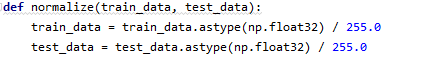 def normalize(train_data, test_data):
    train_data = train_data.astype(np.float32) / 255.0
    test_data = test_data.astype(np.float32) / 255.0